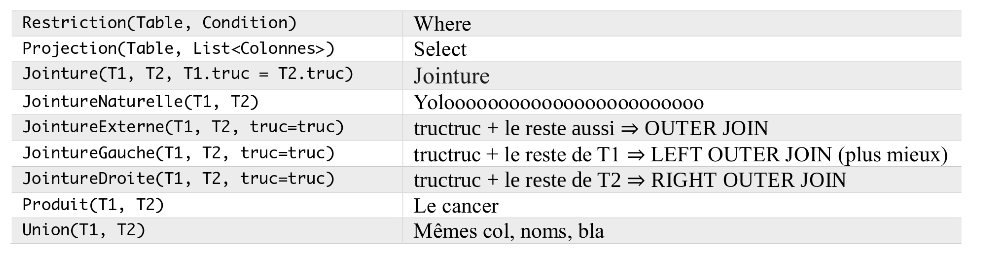 Restriction(Table, Condition) Where
Projection(Table, List<Colonnes>) Select
Jointure(T1, T2, T1.truc = T2.truc) Jointure
JointureNaturelle(T1, T2) Yoloooooooooooooooooooooooo
JointureExterne(T1, T2, truc=truc) tructruc + le reste aussi ⇒ OUTER JOIN
JointureGauche(T1, T2, truc=truc) tructruc + le reste de T1 ⇒ LEFT OUTER JOIN (plus mieux)
JointureDroite(T1, T2, truc=truc) tructruc + le reste de T2 ⇒ RIGHT OUTER JOIN
Produit(T1, T2) Le cancer
Union(T1, T2) Mêmes col, noms, bla